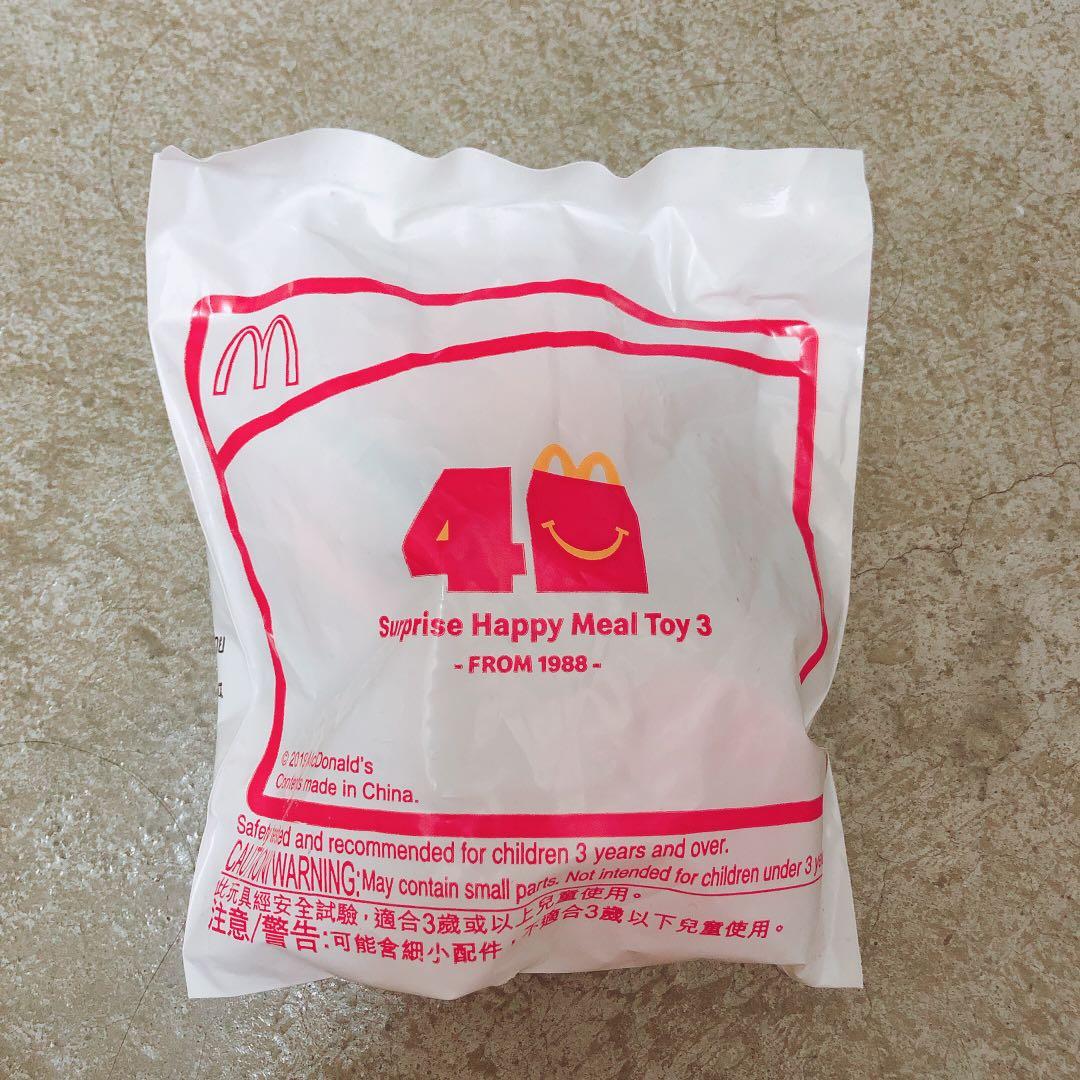 40
Surprise Happy Meal Toy 3
- FROM 1988 -
© 2019 McDonald's
Contents made in China.
Safety tested and recommended for children 3 years and over.
CAUTION/WARNING: May contain small parts. Not intended for children under 3
此玩具經安全試驗，適合3歲或以上兒童使用。
注意/警告:可能含細小配件，不適合3歲以下兒童使用。